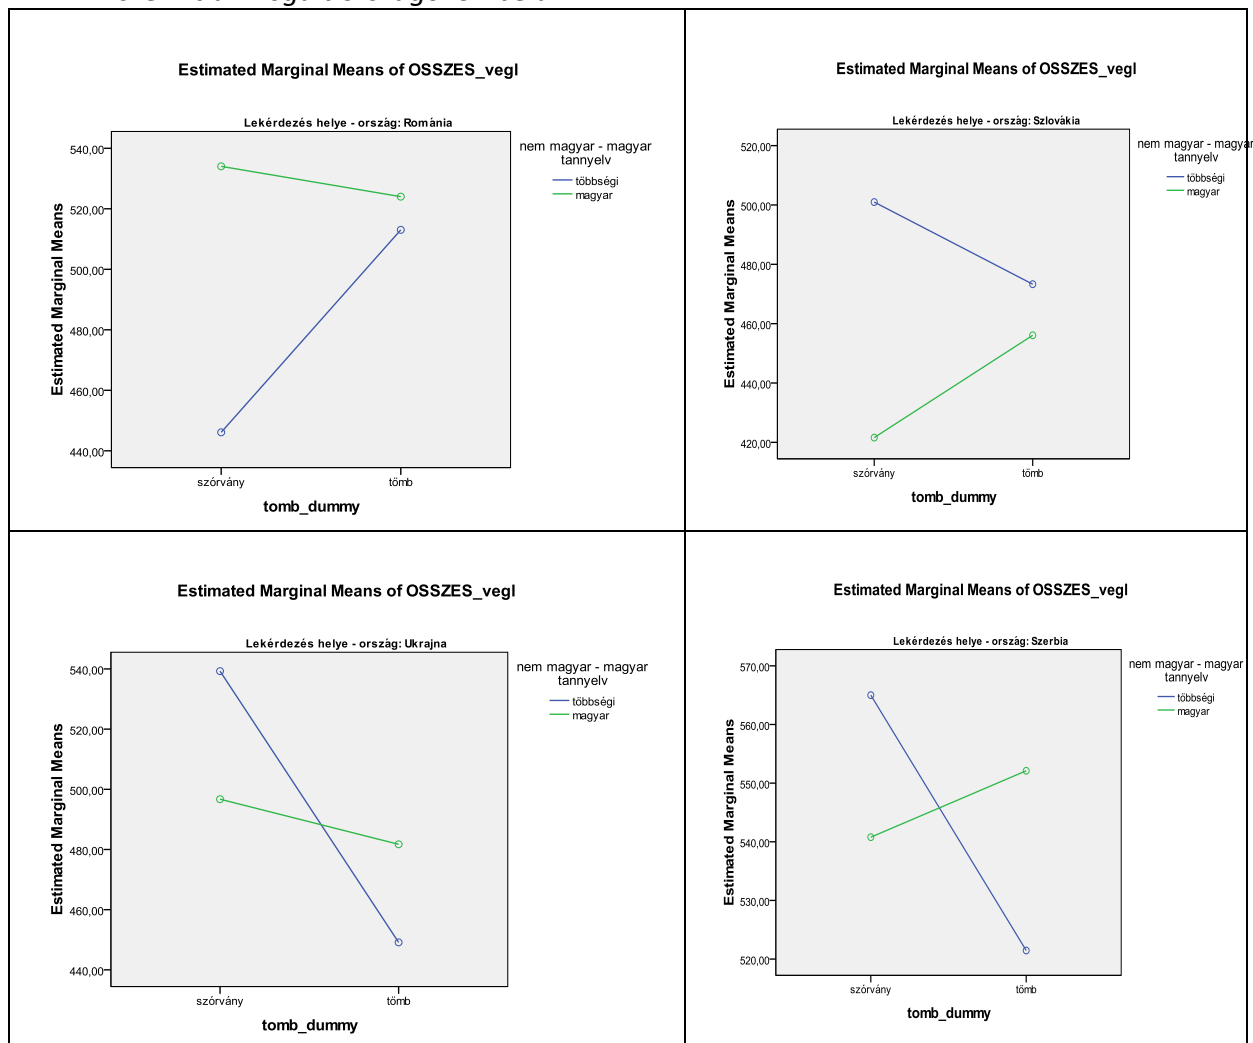 Estimated Marginal Means of OSSZES_vegl
Lekérdezés helye - ország: Románia
Estimated Marginal Means
540,00
520,00
500,00
480,00
460,00
440,00
szórvány
tömb
tomb_dummy
nem magyar - magyar
tannyelv
többségi
magyar
Estimated Marginal Means of OSSZES_vegl
Lekérdezés helye - ország: Szlovákia
Estimated Marginal Means
520,00
500,00
480,00
460,00
440,00
420,00
szórvány
tömb
tomb_dummy
nem magyar - magyar
tannyelv
többségi
magyar
Estimated Marginal Means of OSSZES_vegl
Lekérdezés helye - ország: Ukrajna
Estimated Marginal Means
540,00
520,00
500,00
480,00
460,00
440,00
szórvány
tömb
tomb_dummy
nem magyar - magyar
tannyelv
többségi
magyar
Estimated Marginal Means of OSSZES_vegl
Lekérdezés helye - ország: Szerbia
Estimated Marginal Means
570,00
560,00
550,00
540,00
530,00
520,00
szórvány
tömb
tomb_dummy
nem magyar - magyar
tannyelv
többségi
magyar